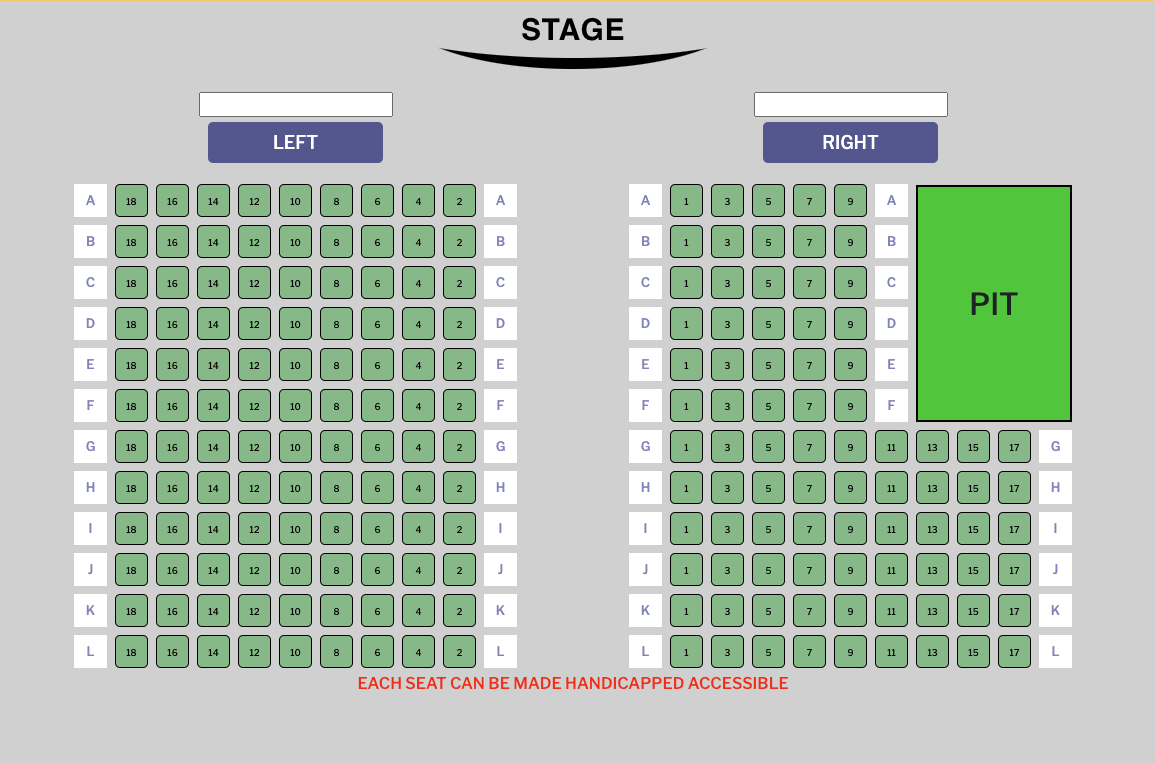 STAGE
LEFT RIGHT
A 18 16 14 12 10 8 6 4 2 A A 1 3 5 7 9 A
B 18 16 14 12 10 8 6 4 2 B B 1 3 5 7 9 B
C 18 16 14 12 10 8 6 4 2 C C 1 3 5 7 9 C
PIT
D 18 16 14 12 10 8 6 4 2 D D 1 3 5 7 9 D
E 18 16 14 12 10 8 6 4 2 E E 1 3 5 7 9 E
F 18 16 14 12 10 8 6 4 2 F F 1 3 5 7 9 F
G 18 16 14 12 10 8 6 4 2 G G 1 3 5 7 9 11 13 15 17 G
H 18 16 14 12 10 8 6 4 2 H H 1 3 5 7 9 11 13 15 17 H
I 18 16 14 12 10 8 6 4 2 I I 1 3 5 7 9 11 13 15 17 I
J 18 16 14 12 10 8 6 4 2 J J 1 3 5 7 9 11 13 15 17 J
K 18 16 14 12 10 8 6 4 2 K K 1 3 5 7 9 11 13 15 17 K
L 18 16 14 12 10 8 6 4 2 L L 1 3 5 7 9 11 13 15 17 L
EACH SEAT CAN BE MADE HANDICAPPED ACCESSIBLE